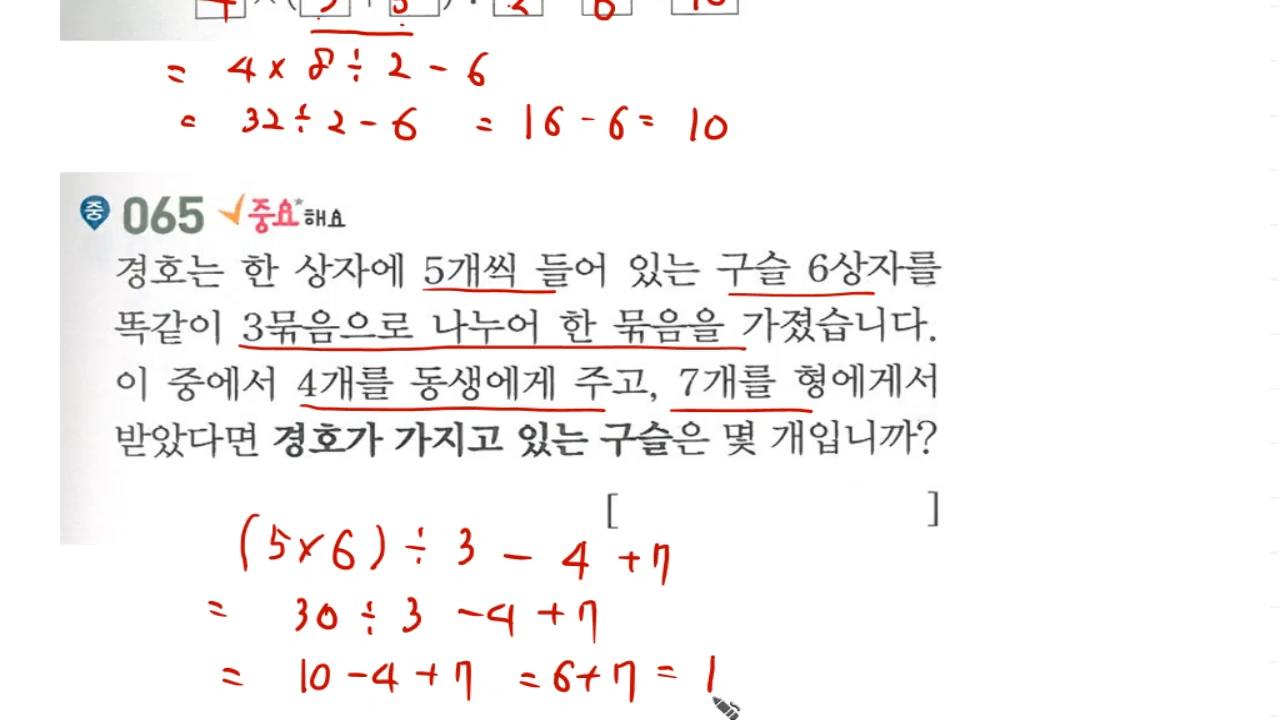 = 4 × 8 ÷ 2 - 6
= 32 ÷ 2 - 6 = 16 - 6 = 10
중 065 중요해요
경호는 한 상자에 5개씩 들어 있는 구슬 6상자를
똑같이 3묶음으로 나누어 한 묶음을 가졌습니다.
이 중에서 4개를 동생에게 주고, 7개를 형에게서
받았다면 경호가 가지고 있는 구슬은 몇 개입니까?
[ ]
(5×6) ÷ 3 - 4 + 7
= 30 ÷ 3 - 4 + 7
= 10 - 4 + 7 = 6 + 7 = 1